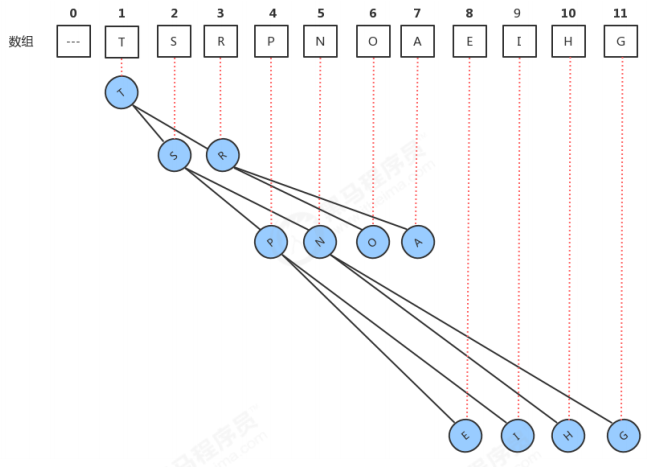 0 1 2 3 4 5 6 7 8 9 10 11
数组 --- T S R P N O A E I H G
T
S R
P N O A
E I H G